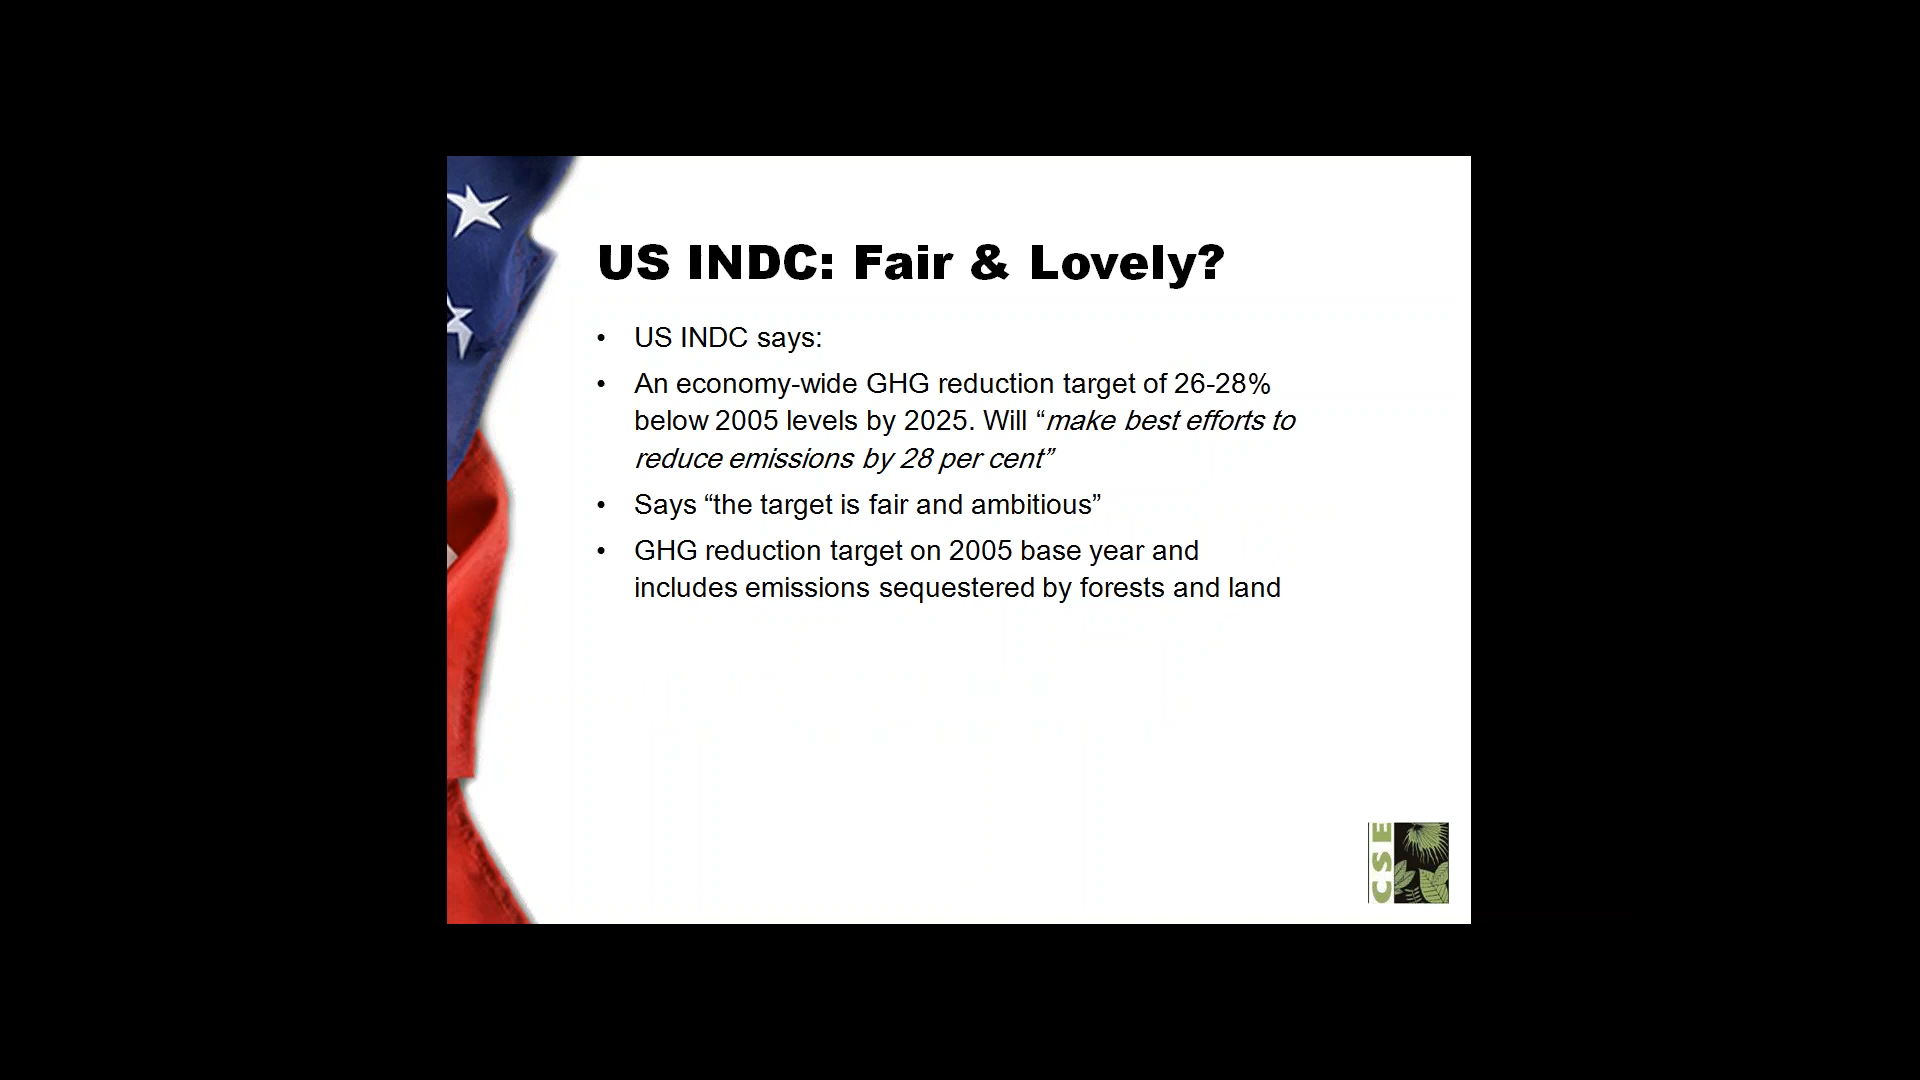 US INDC: Fair & Lovely?
• US INDC says:
• An economy-wide GHG reduction target of 26-28%
below 2005 levels by 2025. Will “make best efforts to
reduce emissions by 28 per cent”
• Says “the target is fair and ambitious”
• GHG reduction target on 2005 base year and
includes emissions sequestered by forests and land
CSE